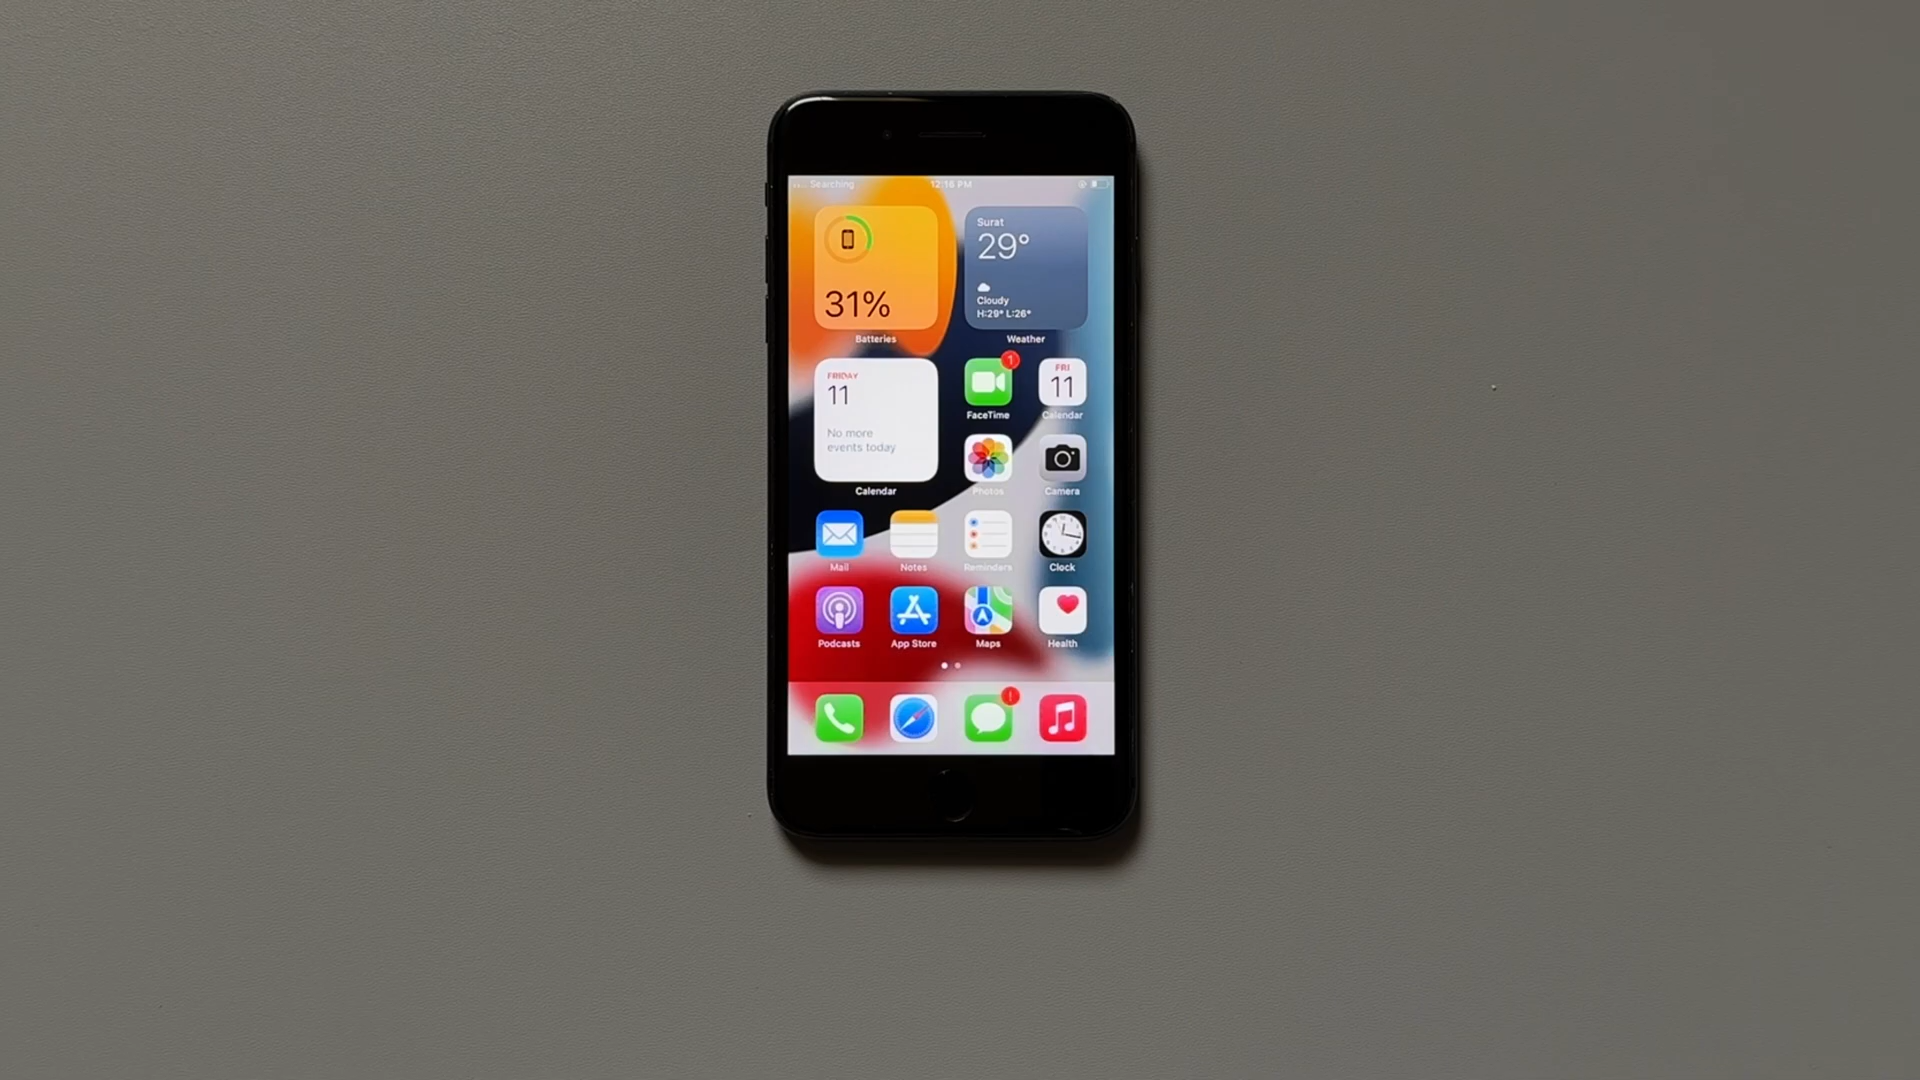 Searching 12:16 PM
31%
Batteries
Surat
29°
Cloudy
H:29° L:26°
Weather
FRIDAY
11
No more
events today
Calendar
1
FaceTime
FRI
11
Calendar
Photos
Camera
Mail
Notes
Reminders
Clock
Podcasts
App Store
Maps
Health
!